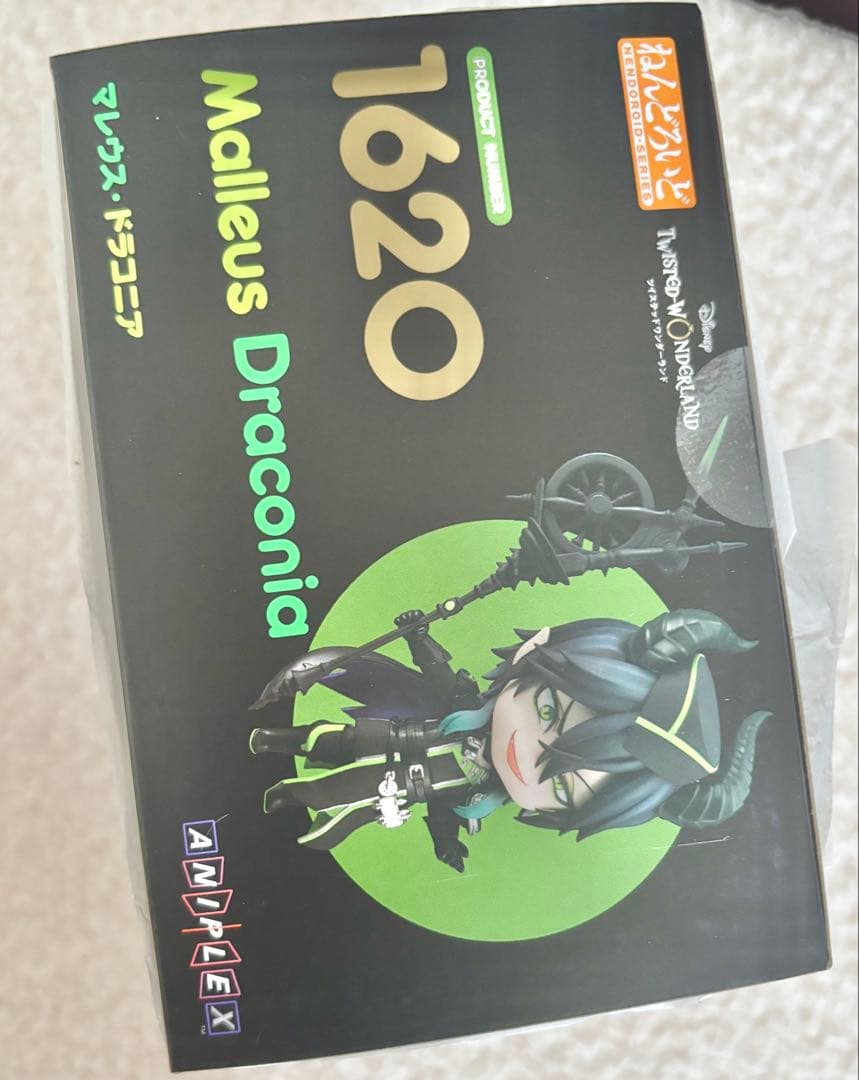 ねんどろいど
NENDOROID-SERIES
Disney
TWISTED-WONDERLAND
ツイステッドワンダーランド
PRODUCT NUMBER
1620
Malleus Draconia
マレウス・ドラコニア
ANIPLEX
TM